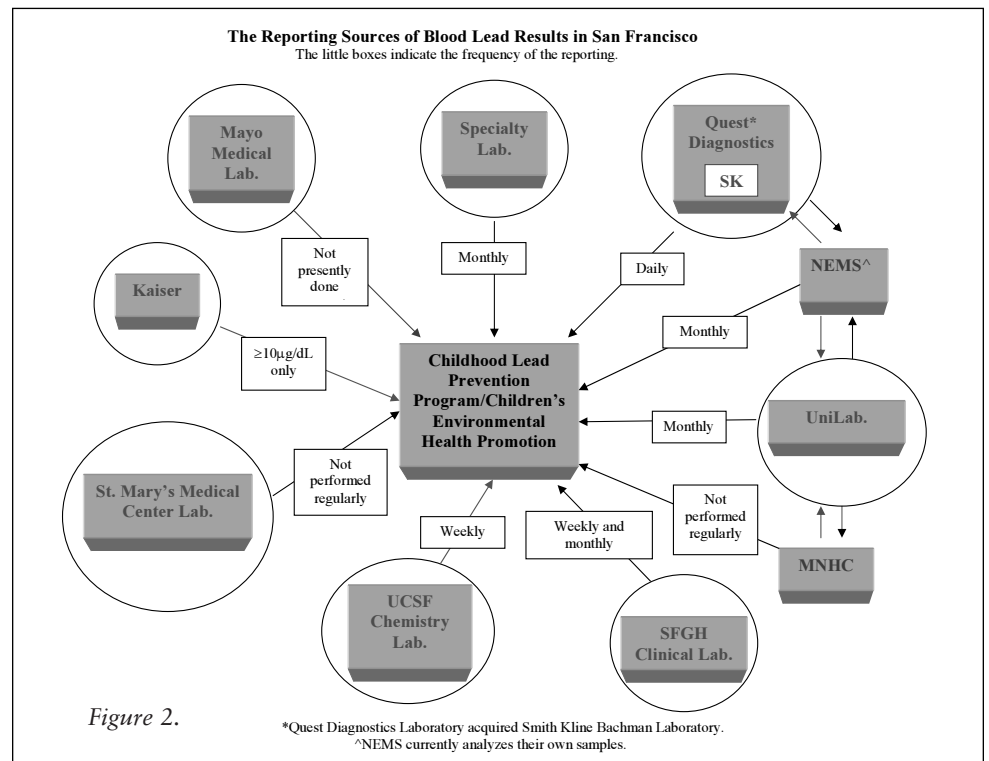 The Reporting Sources of Blood Lead Results in San Francisco
The little boxes indicate the frequency of the reporting.
Mayo
Medical
Lab.
Specialty
Lab.
Quest*
Diagnostics
SK
Not
presently
done
Monthly
Daily
NEMS^
Kaiser
≥10µg/dL
only
Monthly
Childhood Lead
Prevention
Program/Children's
Environmental
Health Promotion
Monthly
UniLab.
St. Mary's Medical
Center Lab.
Not
performed
regularly
Weekly
Weekly and
monthly
Not
performed
regularly
MNHC
UCSF
Chemistry
Lab.
SFGH
Clinical Lab.
Figure 2.
*Quest Diagnostics Laboratory acquired Smith Kline Bachman Laboratory.
^NEMS currently analyzes their own samples.